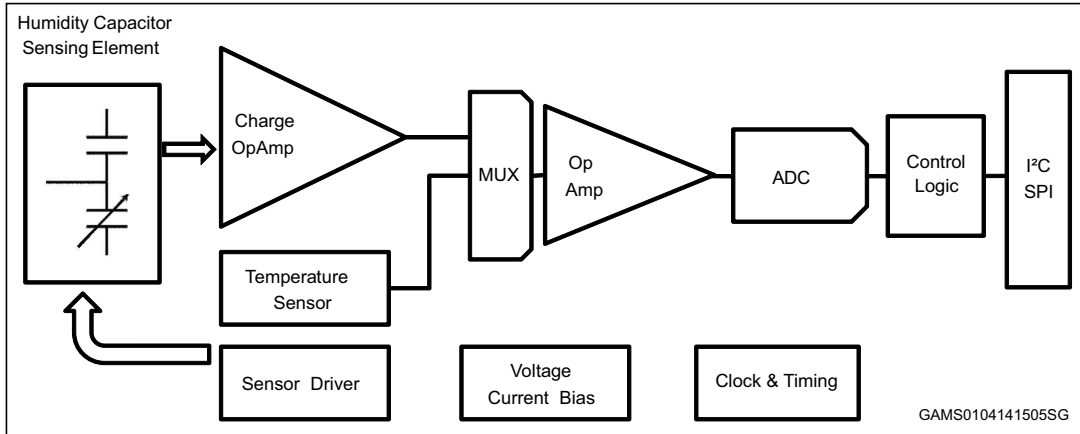 Humidity Capacitor
Sensing Element
Charge
OpAmp
MUX
Op
Amp
ADC
Control
Logic
I²C
SPI
Temperature
Sensor
Sensor Driver
Voltage
Current Bias
Clock & Timing
GAMS0104141505SG